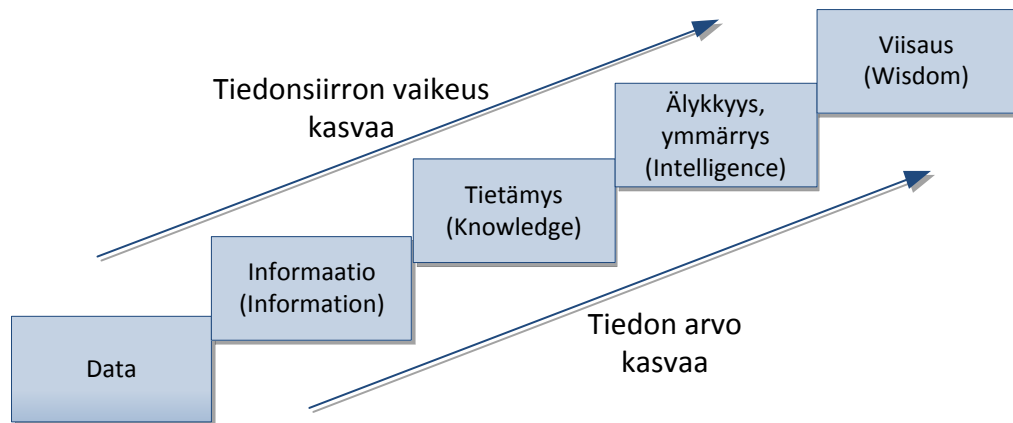 Viisaus
(Wisdom)
Tiedonsiirron vaikeus
kasvaa
Älykkyys,
ymmärrys
(Intelligence)
Tietämys
(Knowledge)
Informaatio
(Information)
Tiedon arvo
kasvaa
Data